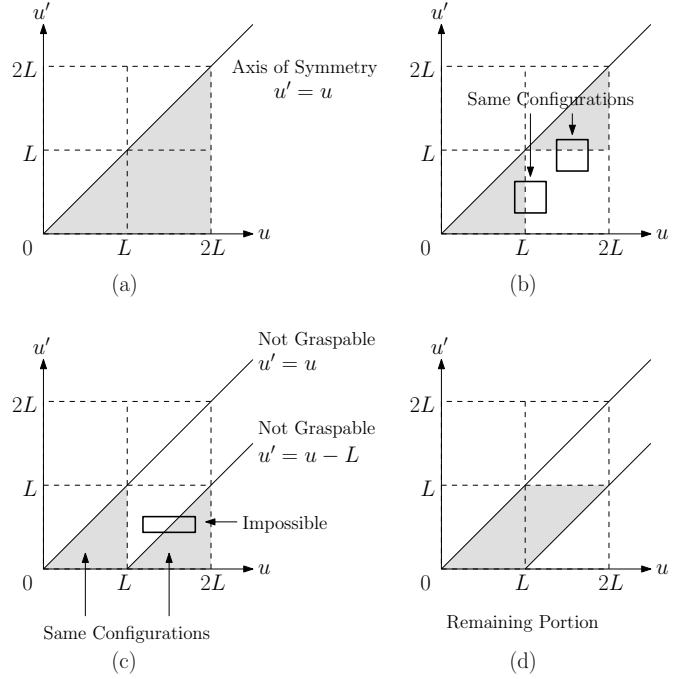 u′
2L
Axis of Symmetry
u′ = u
L
0
L
2L
u
(a)
u′
2L
Same Configurations
L
0
L
2L
u
(b)
u′
Not Graspable
u′ = u
2L
Not Graspable
u′ = u − L
L
Impossible
0
L
2L
u
Same Configurations
(c)
u′
2L
L
0
L
2L
u
Remaining Portion
(d)